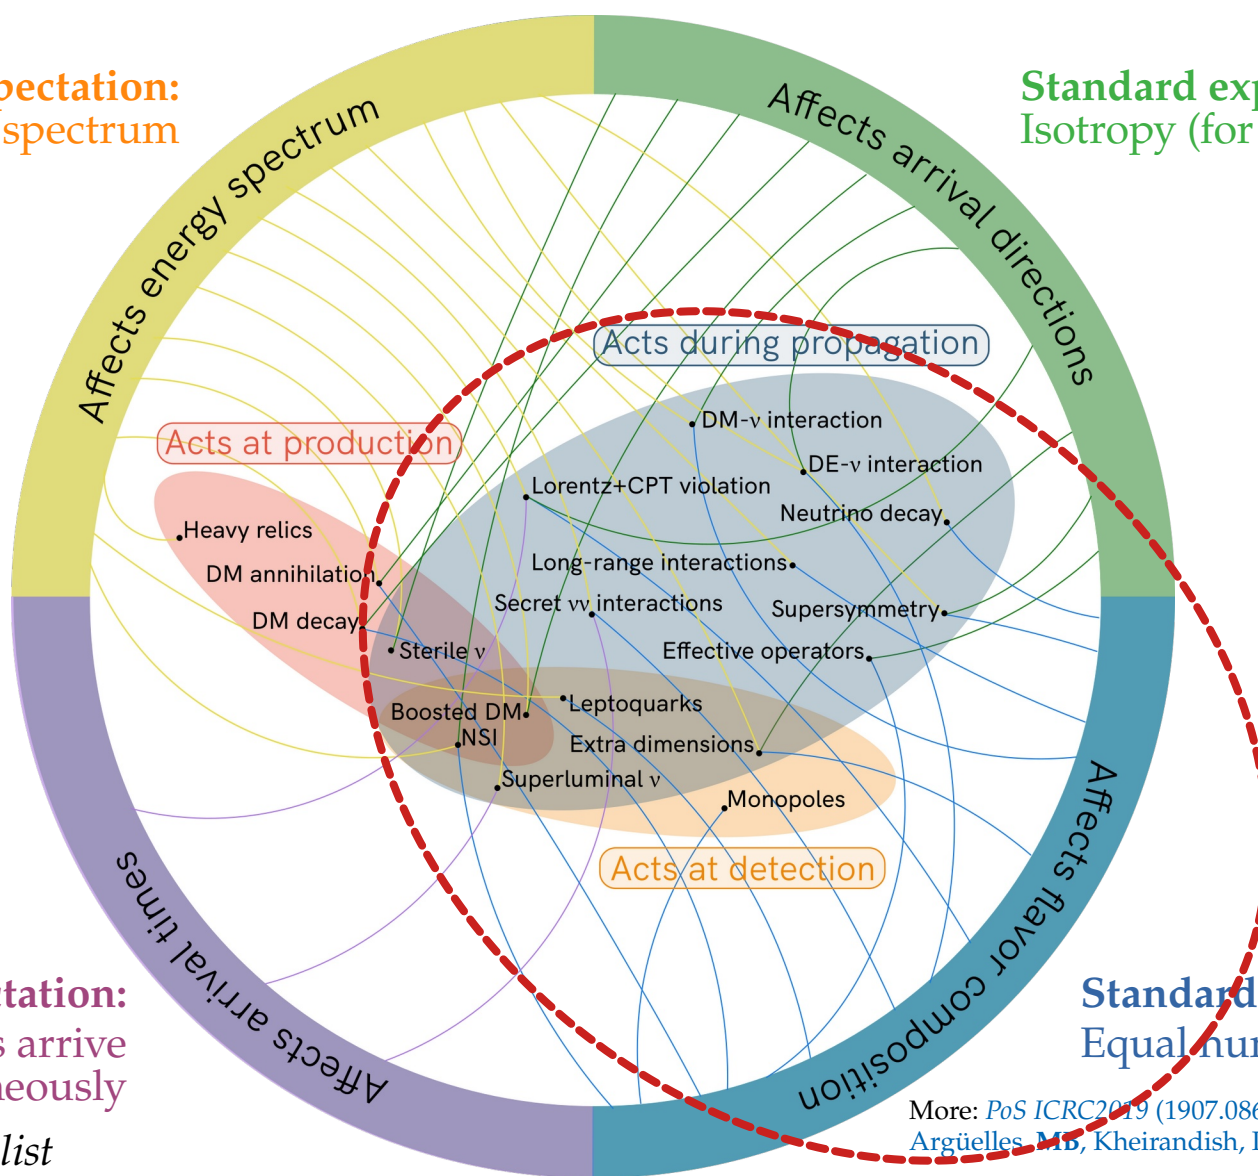 pectation:
spectrum
Standard exp
Isotropy (for
Affects energy spectrum
Affects arrival directions
Acts during propagation
Acts at production
DM-ν interaction
DE-ν interaction
Lorentz+CPT violation
Neutrino decay
Heavy relics
Long-range interactions
DM annihilation
Secret νν interactions
Supersymmetry
DM decay
Sterile ν
Effective operators
Leptoquarks
Boosted DM
NSI
Extra dimensions
Superluminal ν
Monopoles
Acts at detection
Affects arrival times
Affects flavor composition
tation:
s arrive
neously
list
Standard
Equal nu
More: PoS ICRC2019 (1907.086
Argüelles, MB, Kheirandish,